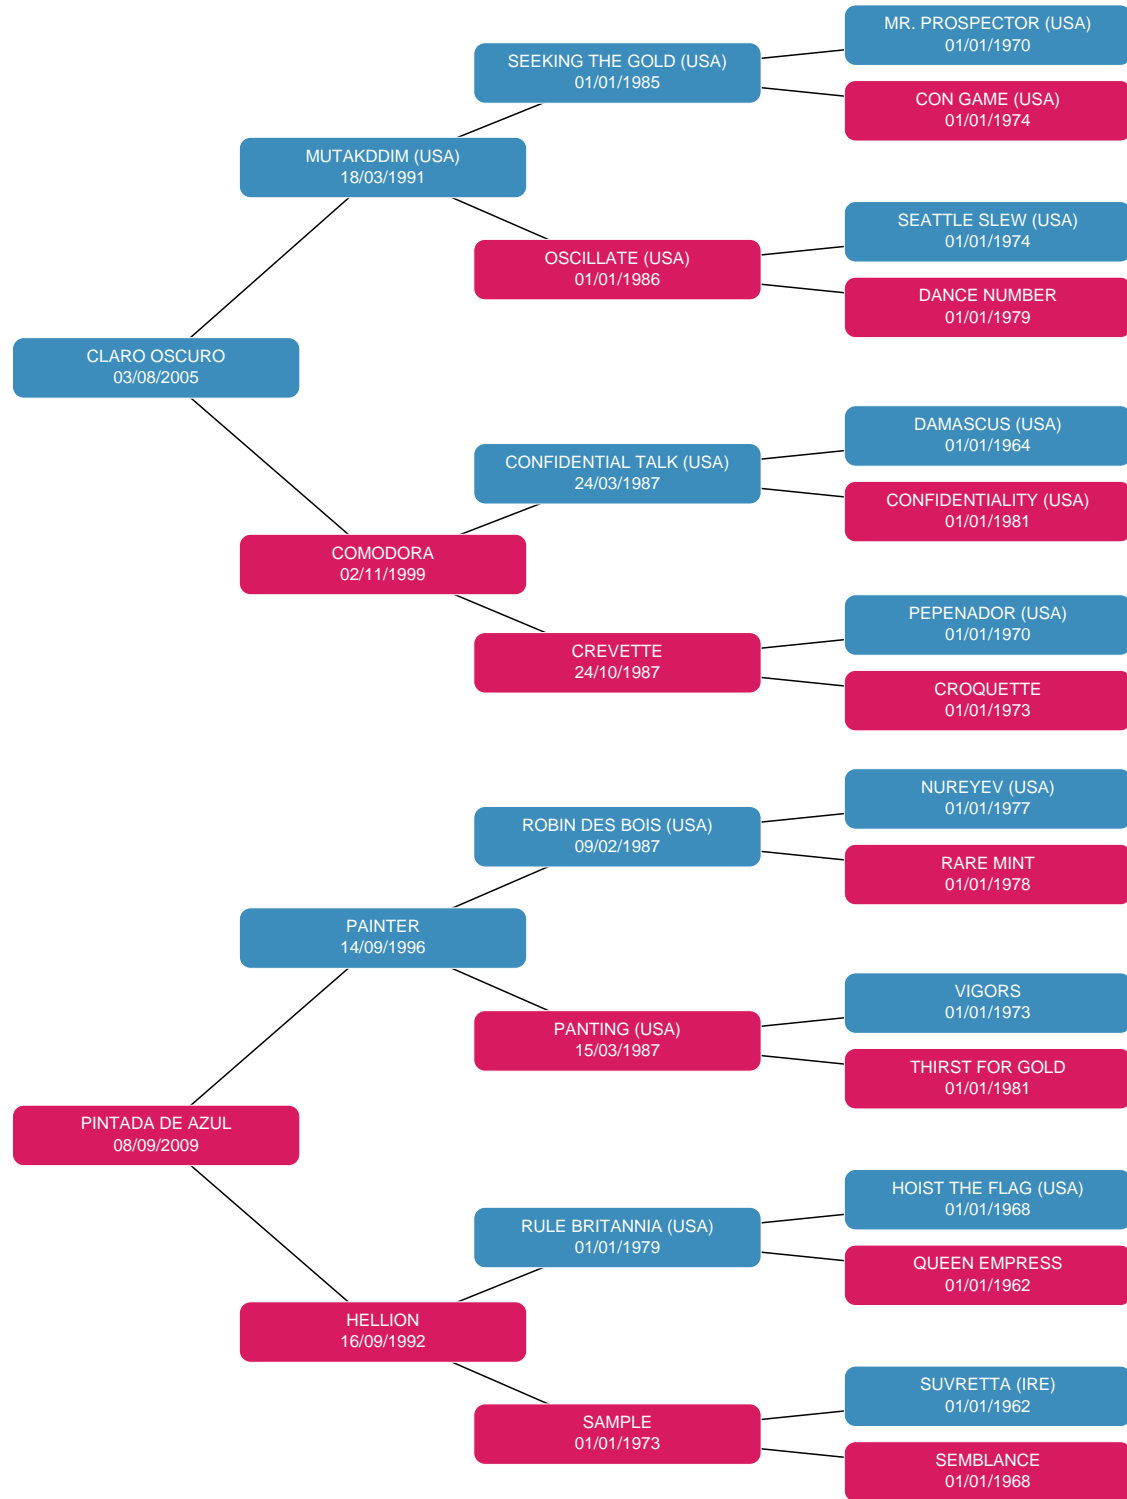 MR. PROSPECTOR (USA)
01/01/1970
SEEKING THE GOLD (USA)
01/01/1985
CON GAME (USA)
01/01/1974
MUTAKDDIM (USA)
18/03/1991
SEATTLE SLEW (USA)
01/01/1974
OSCILLATE (USA)
01/01/1986
DANCE NUMBER
01/01/1979
CLARO OSCURO
03/08/2005
DAMASCUS (USA)
01/01/1964
CONFIDENTIAL TALK (USA)
24/03/1987
CONFIDENTIALITY (USA)
01/01/1981
COMODORA
02/11/1999
PEPENADOR (USA)
01/01/1970
CREVETTE
24/10/1987
CROQUETTE
01/01/1973
NUREYEV (USA)
01/01/1977
ROBIN DES BOIS (USA)
09/02/1987
RARE MINT
01/01/1978
PAINTER
14/09/1996
VIGORS
01/01/1973
PANTING (USA)
15/03/1987
THIRST FOR GOLD
01/01/1981
PINTADA DE AZUL
08/09/2009
HOIST THE FLAG (USA)
01/01/1968
RULE BRITANNIA (USA)
01/01/1979
QUEEN EMPRESS
01/01/1962
HELLION
16/09/1992
SUVRETTA (IRE)
01/01/1962
SAMPLE
01/01/1973
SEMBLANCE
01/01/1968